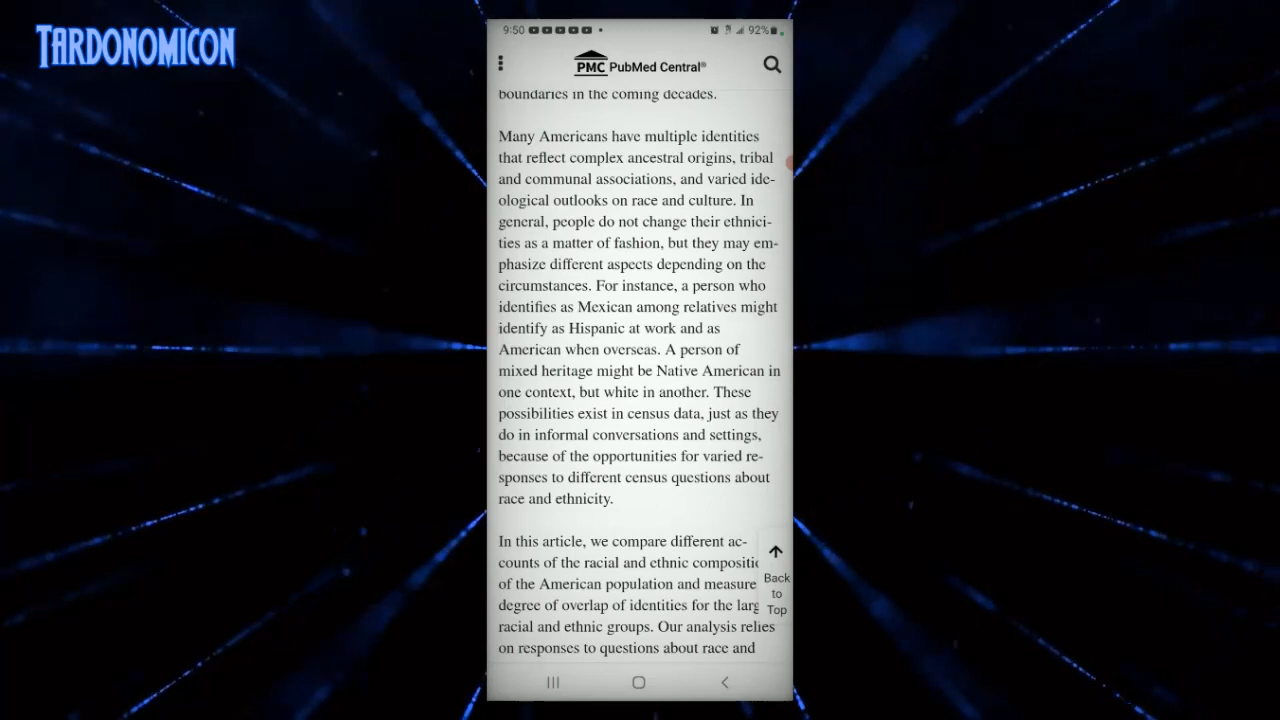 TARDONOMICON
9:50
92%
PMC PubMed Central®
boundaries in the coming decades.
Many Americans have multiple identities
that reflect complex ancestral origins, tribal
and communal associations, and varied ide-
ological outlooks on race and culture. In
general, people do not change their ethnici-
ties as a matter of fashion, but they may em-
phasize different aspects depending on the
circumstances. For instance, a person who
identifies as Mexican among relatives might
identify as Hispanic at work and as
American when overseas. A person of
mixed heritage might be Native American in
one context, but white in another. These
possibilities exist in census data, just as they
do in informal conversations and settings,
because of the opportunities for varied re-
sponses to different census questions about
race and ethnicity.
In this article, we compare different ac-
counts of the racial and ethnic
of the American population and measure
degree of overlap of identities for the
racial and ethnic groups. Our analysis relies
on responses to questions about race and
Back
to
Top